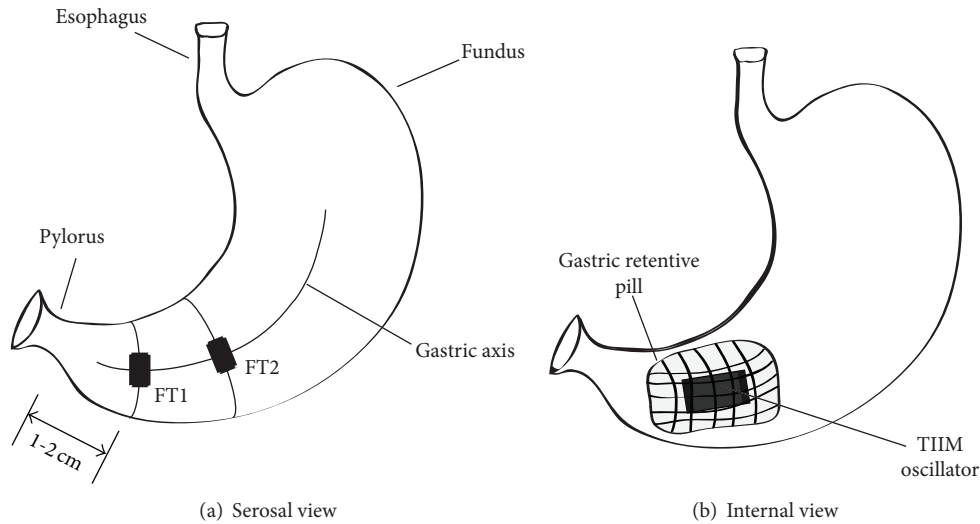 Esophagus
Fundus
Pylorus
Gastric axis
FT1
FT2
1-2 cm
(a) Serosal view
Gastric retentive
pill
TIIM
oscillator
(b) Internal view